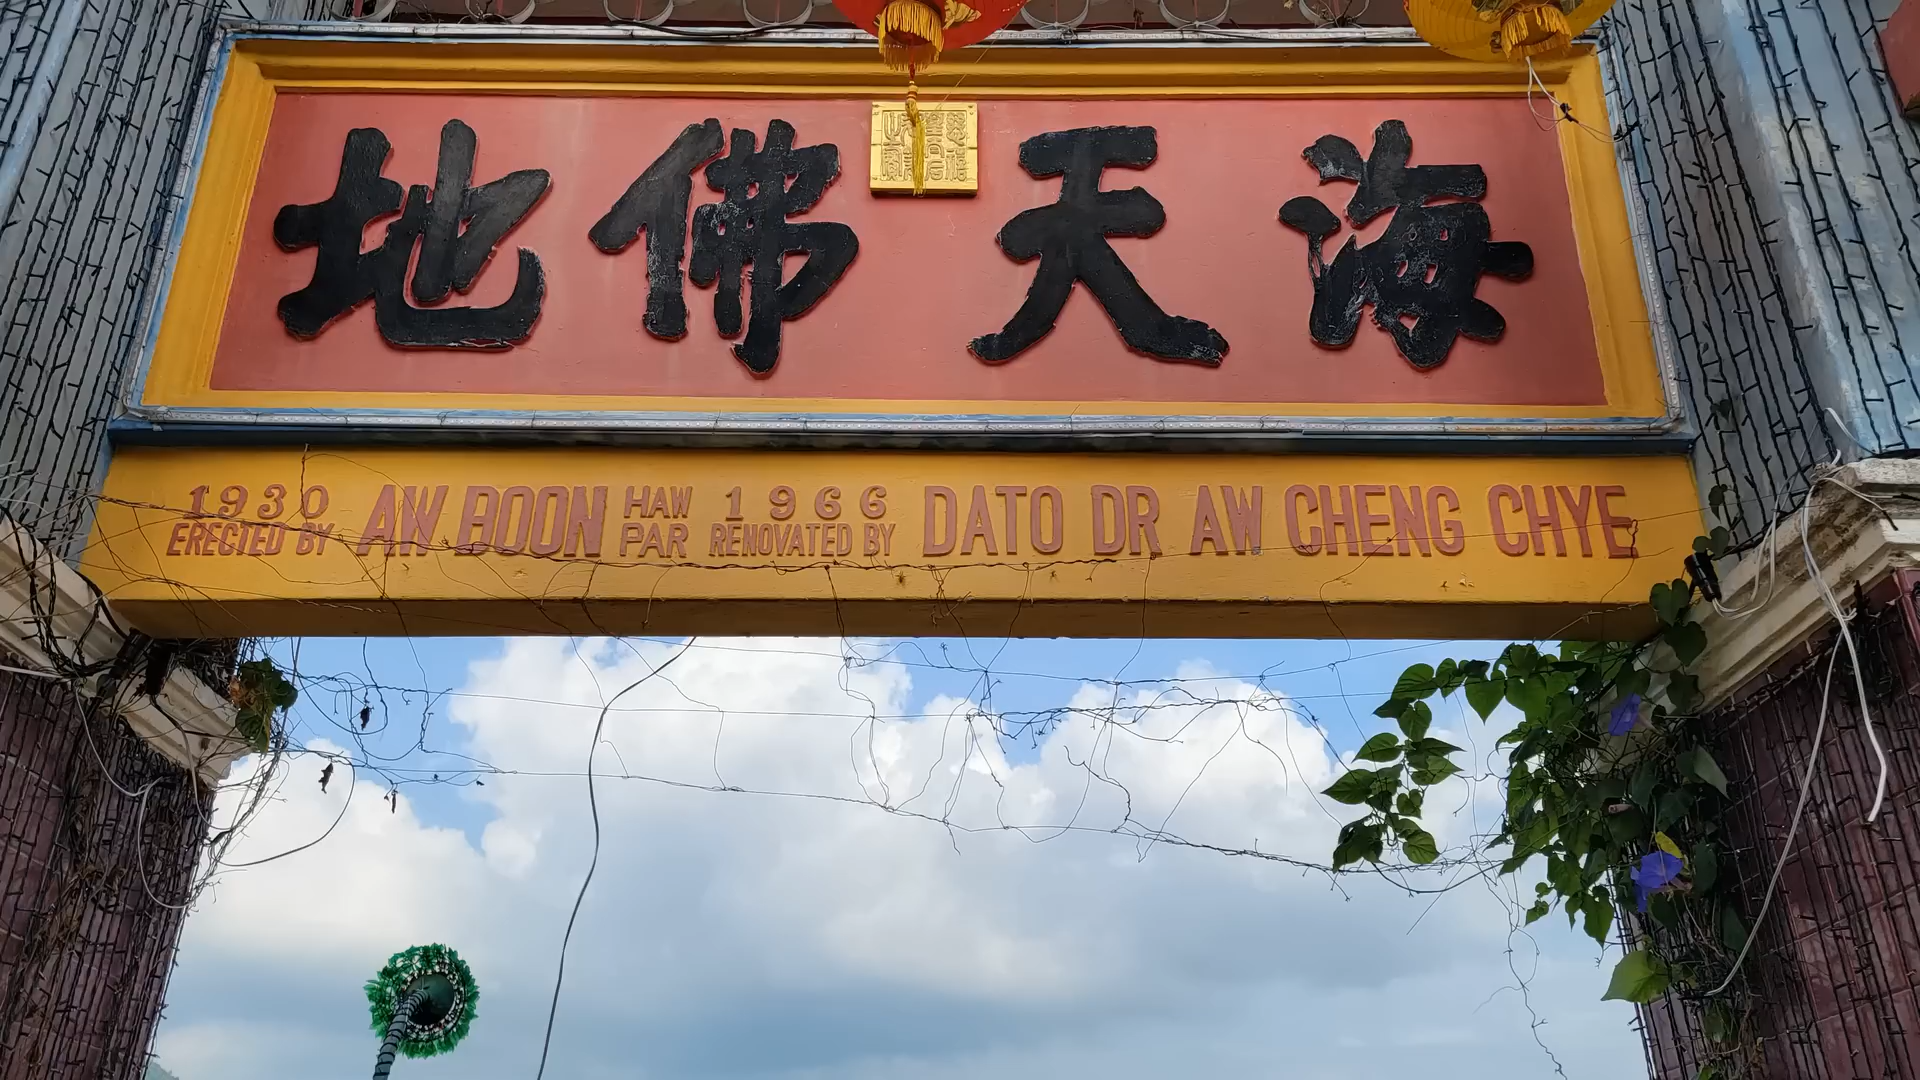 海天佛地
1930 ERECTED BY AW BOON HAW PAR 1966 RENOVATED BY DATO DR AW CHENG CHYE